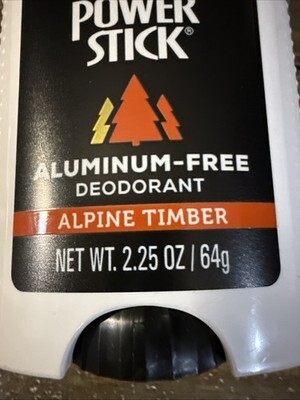 POWER
STICK®
ALUMINUM-FREE
DEODORANT
ALPINE TIMBER
NET WT. 2.25 OZ / 64g